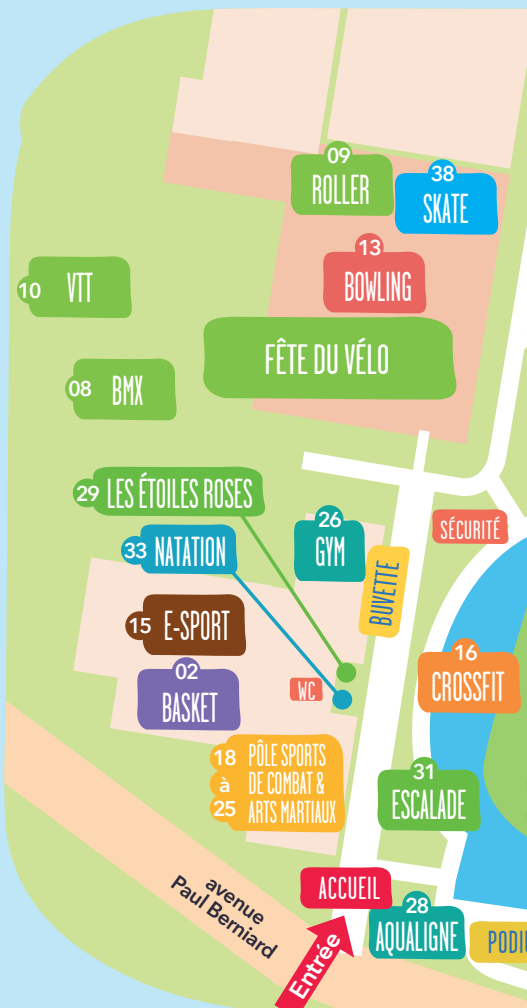 09
ROLLER
38
SKATE
13
BOWLING
10 VTT
FÊTE DU VÉLO
08 BMX
29 LES ÉTOILES ROSES
26
GYM
SÉCURITÉ
33 NATATION
BUVETTE
15 E-SPORT
16
CROSSFIT
02
BASKET
WC
18 PÔLE SPORTS
à DE COMBAT &
25 ARTS MARTIAUX
31
ESCALADE
ACCUEIL
avenue
Paul Berniard
28
AQUALIGNE
PODIU
Entrée